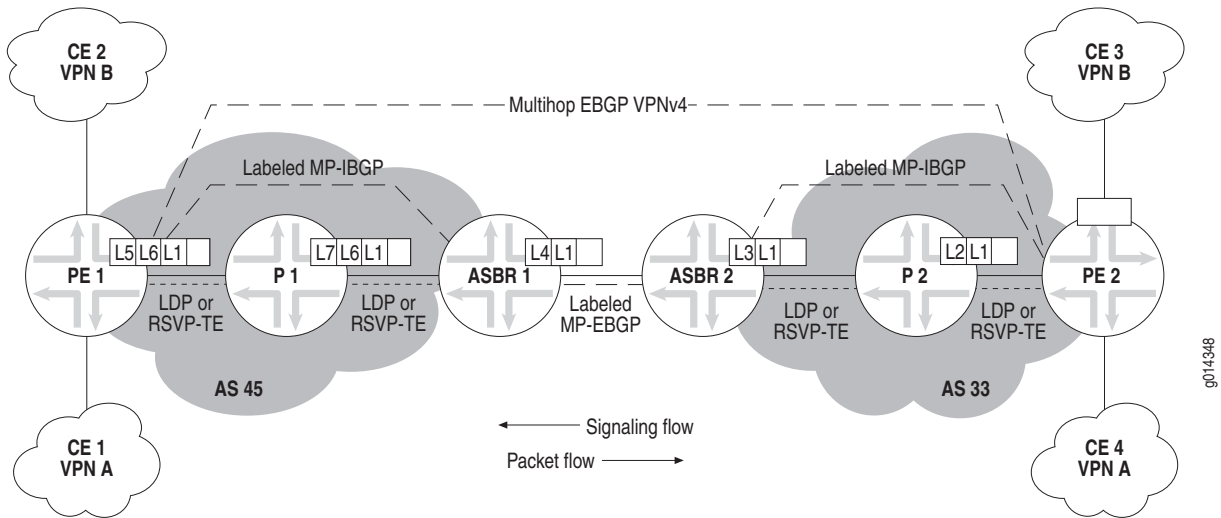 CE 2
VPN B
CE 3
VPN B
Multihop EBGP VPNv4
Labeled MP-IBGP
Labeled MP-IBGP
L5 L6 L1
L7 L6 L1
L4 L1
L3 L1
L2 L1
PE 1
P 1
ASBR 1
ASBR 2
P 2
PE 2
LDP or
RSVP-TE
LDP or
RSVP-TE
Labeled
MP-EBGP
LDP or
RSVP-TE
LDP or
RSVP-TE
AS 45
AS 33
Signaling flow
Packet flow
CE 1
VPN A
CE 4
VPN A
g014348